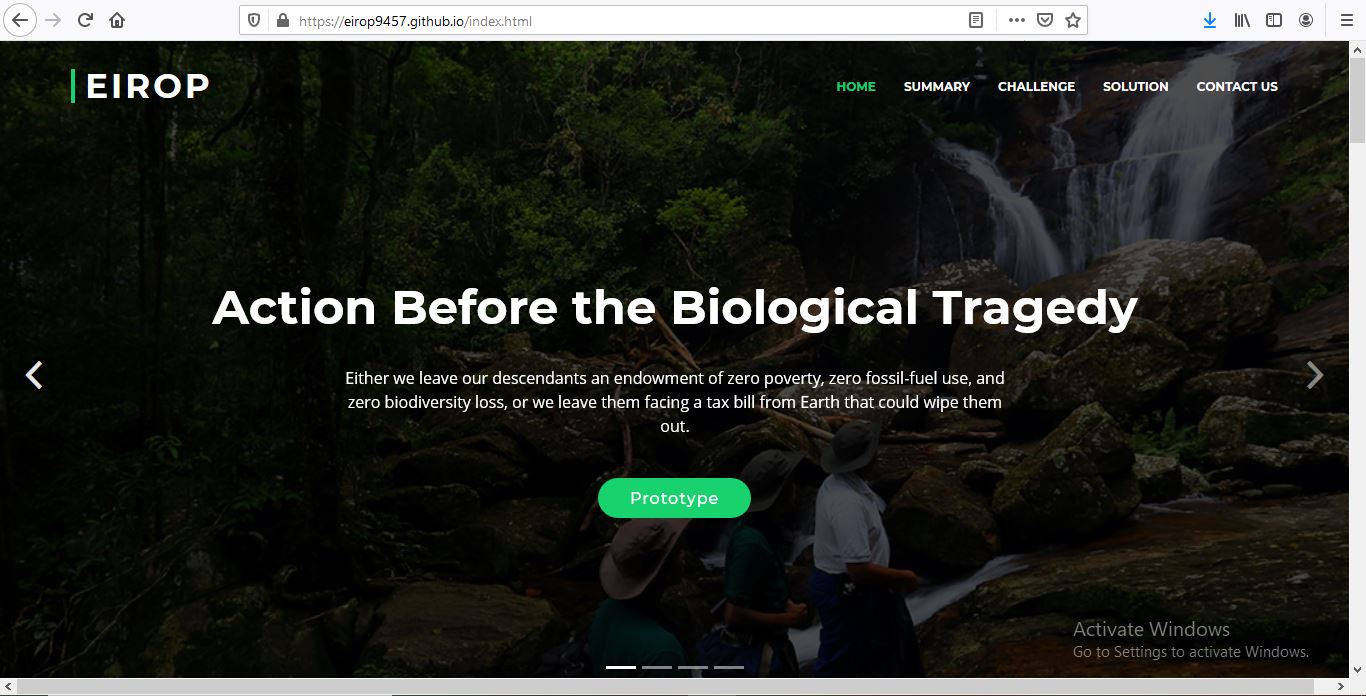 https://eirop9457.github.io/index.html
EIROP
HOME SUMMARY CHALLENGE SOLUTION CONTACT US
Action Before the Biological Tragedy
Either we leave our descendants an endowment of zero poverty, zero fossil-fuel use, and
zero biodiversity loss, or we leave them facing a tax bill from Earth that could wipe them
out.
Prototype
Activate Windows
Go to Settings to activate Windows.